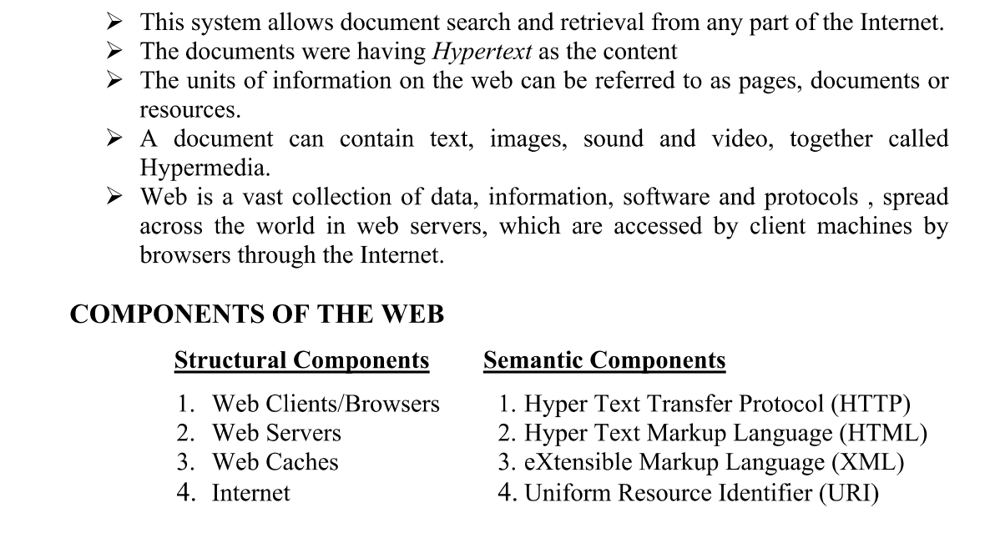 ➢ This system allows document search and retrieval from any part of the Internet.
➢ The documents were having Hypertext as the content
➢ The units of information on the web can be referred to as pages, documents or
resources.
➢ A document can contain text, images, sound and video, together called
Hypermedia.
➢ Web is a vast collection of data, information, software and protocols , spread
across the world in web servers, which are accessed by client machines by
browsers through the Internet.
COMPONENTS OF THE WEB
Structural Components
1. Web Clients/Browsers
2. Web Servers
3. Web Caches
4. Internet
Semantic Components
1. Hyper Text Transfer Protocol (HTTP)
2. Hyper Text Markup Language (HTML)
3. eXtensible Markup Language (XML)
4. Uniform Resource Identifier (URI)